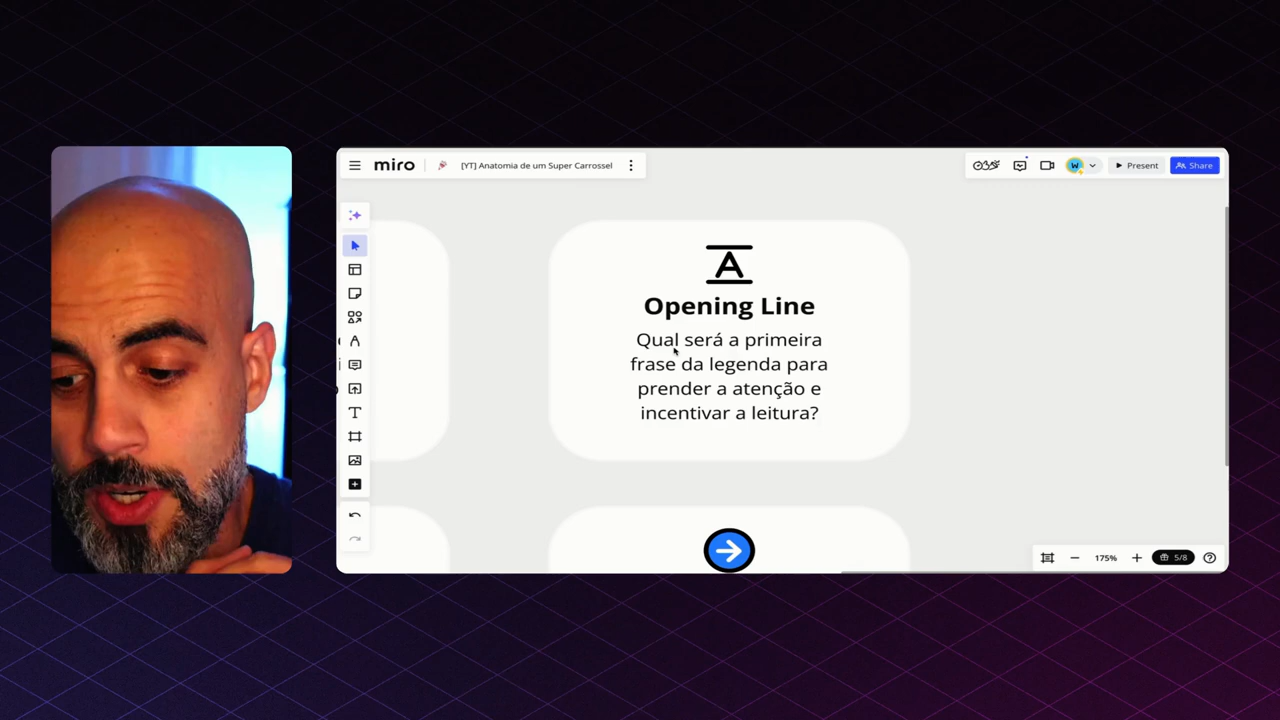 miro
[YT] Anatomia de um Super Carrossel
W
Present
Share
A
Opening Line
Qual será a primeira
frase da legenda para
prender a atenção e
incentivar a leitura?
175%
5/8